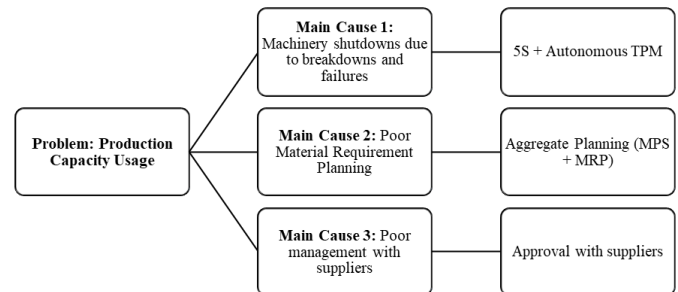 Problem: Production
Capacity Usage
Main Cause 1:
Machinery shutdowns due
to breakdowns and
failures
5S + Autonomous TPM
Main Cause 2: Poor
Material Requirement
Planning
Aggregate Planning (MPS
+ MRP)
Main Cause 3: Poor
management with
suppliers
Approval with suppliers